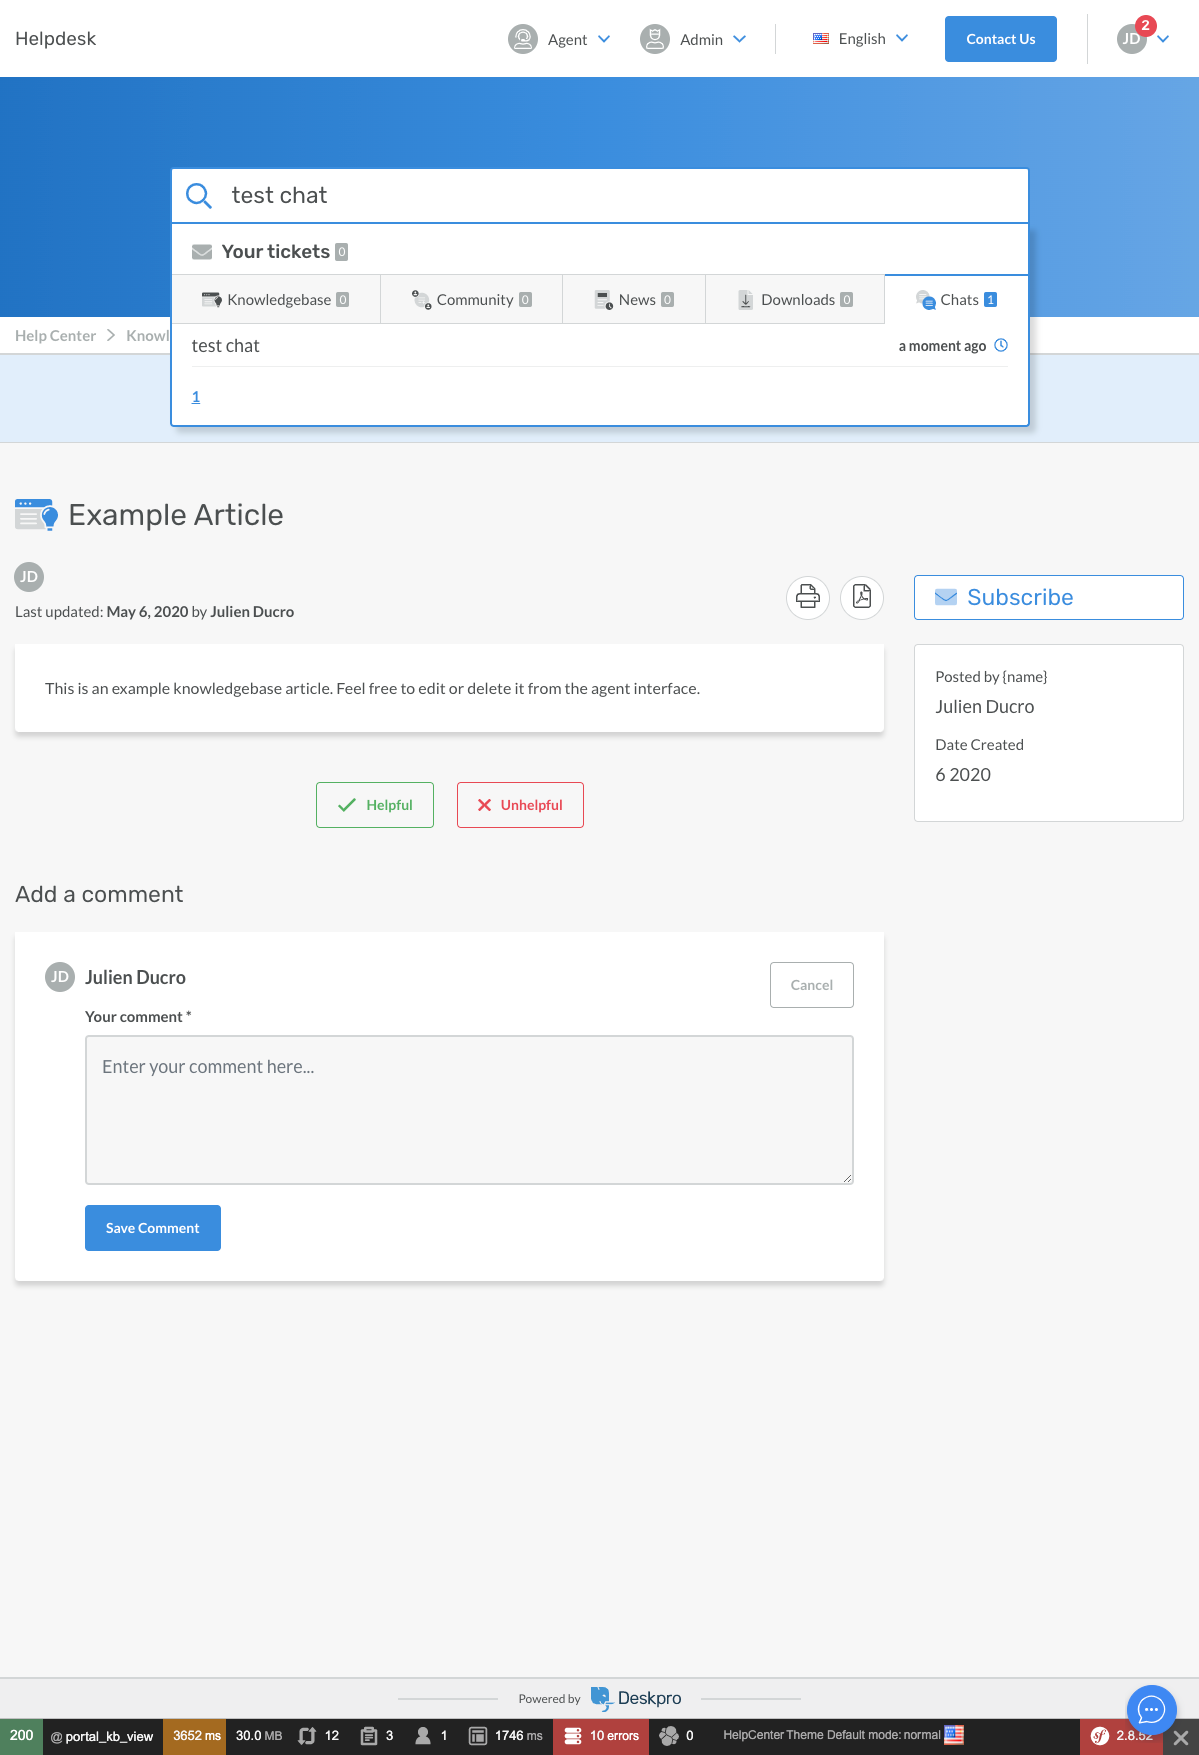 Helpdesk
Agent
Admin
English
Contact Us
JD
2
test chat
Your tickets 0
Knowledgebase 0
Community 0
News 0
Downloads 0
Chats 1
Help Center > Knowl
test chat
a moment ago
1
Example Article
JD
Last updated: May 6, 2020 by Julien Ducro
Subscribe
This is an example knowledgebase article. Feel free to edit or delete it from the agent interface.
Posted by {name}
Julien Ducro
Date Created
6 2020
Helpful
Unhelpful
Add a comment
JD
Julien Ducro
Cancel
Your comment *
Enter your comment here...
Save Comment
Powered by Deskpro
200 @ portal_kb_view 3652 ms 30.0 MB 12 3 1 1746 ms 10 errors 0 HelpCenter Theme Default mode: normal 2.8.52